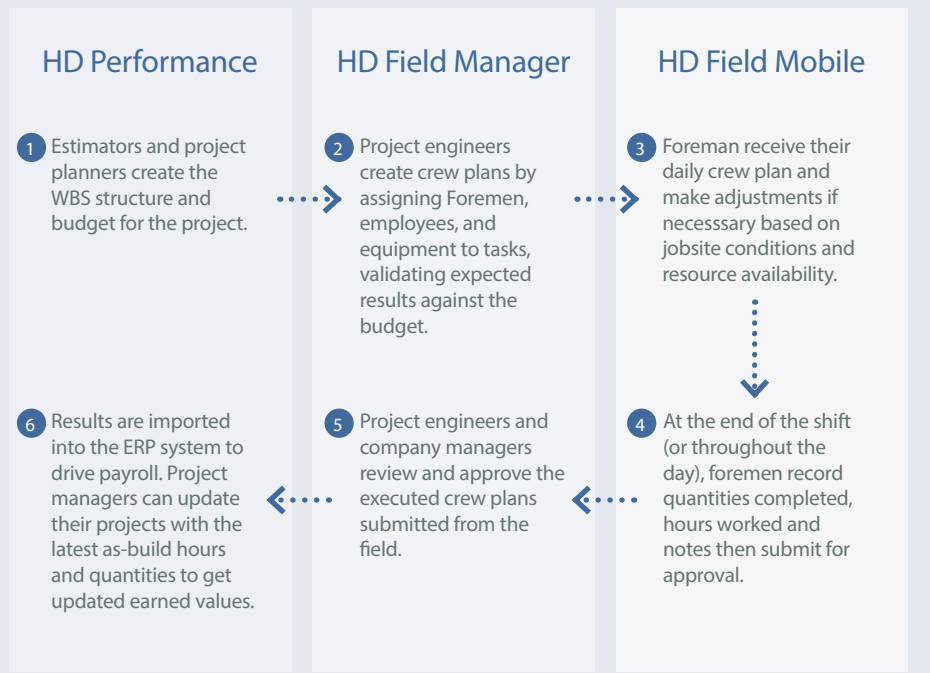 HD Performance
HD Field Manager
HD Field Mobile
1
Estimators and project
planners create the
WBS structure and
budget for the project.
2
Project engineers
create crew plans by
assigning Foremen,
employees, and
equipment to tasks,
validating expected
results against the
budget.
3
Foreman receive their
daily crew plan and
make adjustments if
necesssary based on
jobsite conditions and
resource availability.
4
At the end of the shift
(or throughout the
day), foremen record
quantities completed,
hours worked and
notes then submit for
approval.
5
Project engineers and
company managers
review and approve the
executed crew plans
submitted from the
field.
6
Results are imported
into the ERP system to
drive payroll. Project
managers can update
their projects with the
latest as-build hours
and quantities to get
updated earned values.